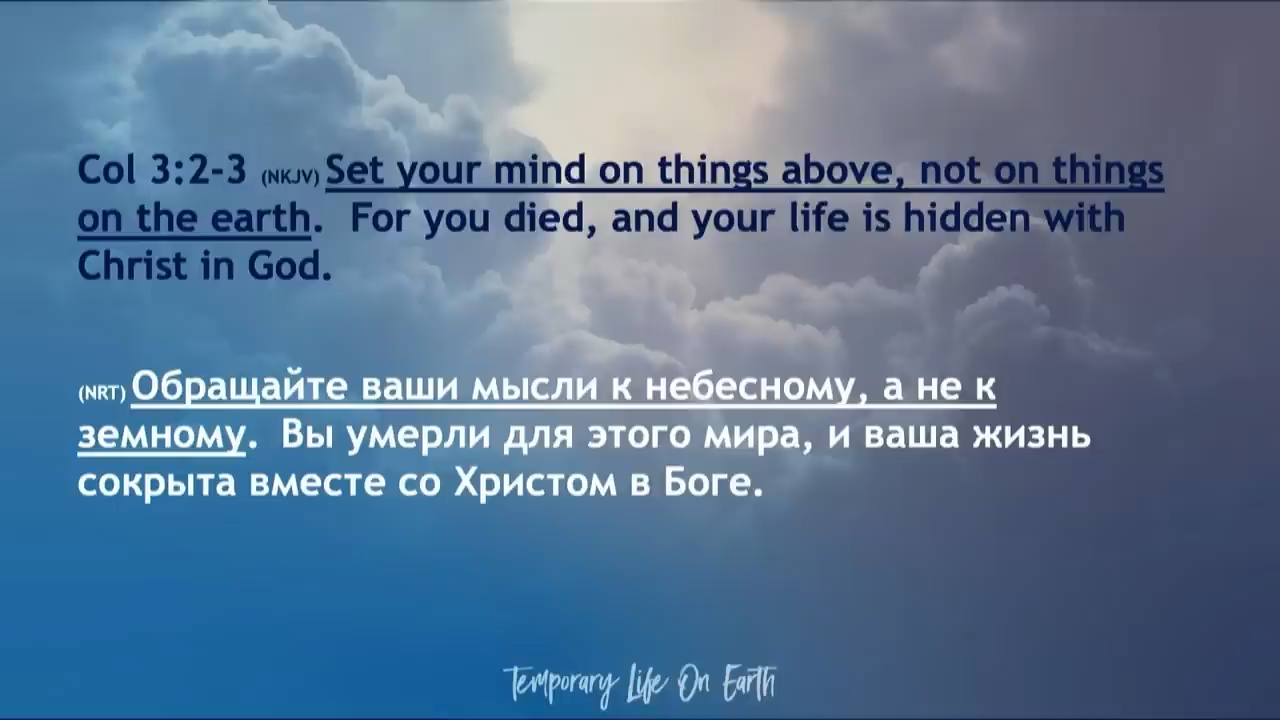 Col 3:2-3 (NKJV) Set your mind on things above, not on things
on the earth.  For you died, and your life is hidden with
Christ in God.
(NRT) Обращайте ваши мысли к небесному, а не к
земному.  Вы умерли для этого мира, и ваша жизнь
сокрыта вместе со Христом в Боге.
Temporary Life On Earth